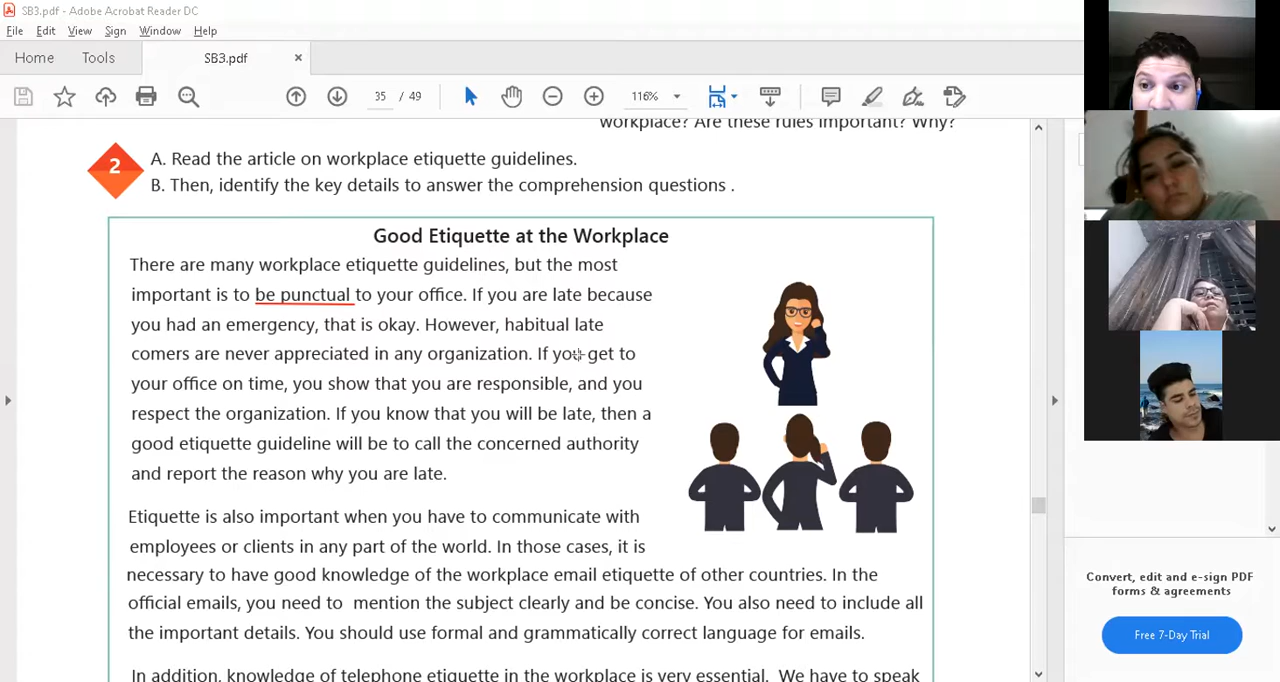 SB3.pdf - Adobe Acrobat Reader DC
File Edit View Sign Window Help
Home Tools SB3.pdf ×
35 / 49 116%
workplace? Are these rules important? Why?
2
A. Read the article on workplace etiquette guidelines.
B. Then, identify the key details to answer the comprehension questions .
Good Etiquette at the Workplace
There are many workplace etiquette guidelines, but the most
important is to be punctual to your office. If you are late because
you had an emergency, that is okay. However, habitual late
comers are never appreciated in any organization. If you get to
your office on time, you show that you are responsible, and you
respect the organization. If you know that you will be late, then a
good etiquette guideline will be to call the concerned authority
and report the reason why you are late.
Etiquette is also important when you have to communicate with
employees or clients in any part of the world. In those cases, it is
necessary to have good knowledge of the workplace email etiquette of other countries. In the
official emails, you need to mention the subject clearly and be concise. You also need to include all
the important details. You should use formal and grammatically correct language for emails.
In addition, knowledge of telephone etiquette in the workplace is very essential. We have to speak
Convert, edit and e-sign PDF
forms & agreements
Free 7-Day Trial